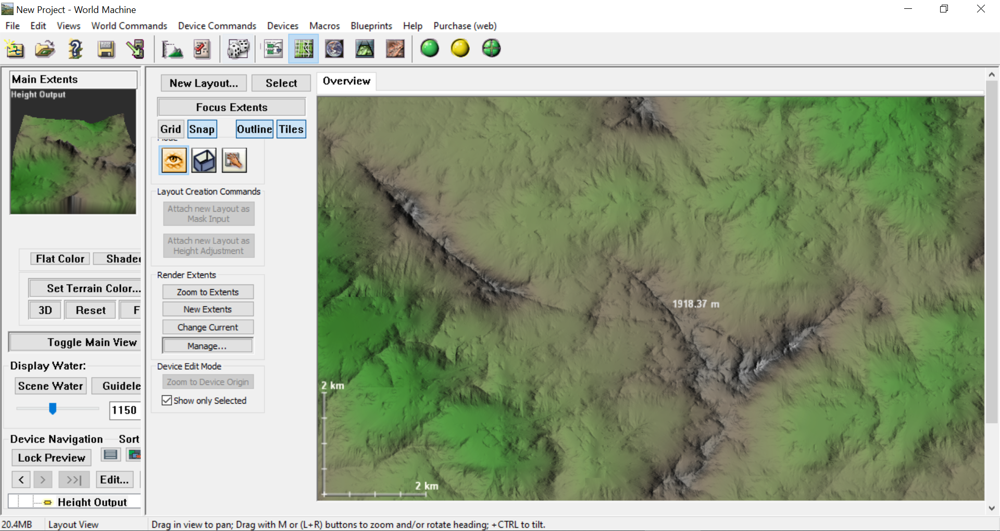 New Project - World Machine
File Edit Views World Commands Device Commands Devices Macros Blueprints Help Purchase (web)
Main Extents
Height Output
Flat Color Shaded
Set Terrain Color...
3D Reset F
Toggle Main View
Display Water:
Scene Water Guidele
1150
Device Navigation Sort
Lock Preview
< > >>| Edit...
Height Output
New Layout... Select
Focus Extents
Grid Snap Outline Tiles
Layout Creation Commands
Attach new Layout as
Mask Input
Attach new Layout as
Height Adjustment
Render Extents
Zoom to Extents
New Extents
Change Current
Manage...
Device Edit Mode
Zoom to Device Origin
Show only Selected
Overview
1918.37 m
2 km
2 km
20.4MB Layout View Drag in view to pan; Drag with M or (L+R) buttons to zoom and/or rotate heading; +CTRL to tilt.